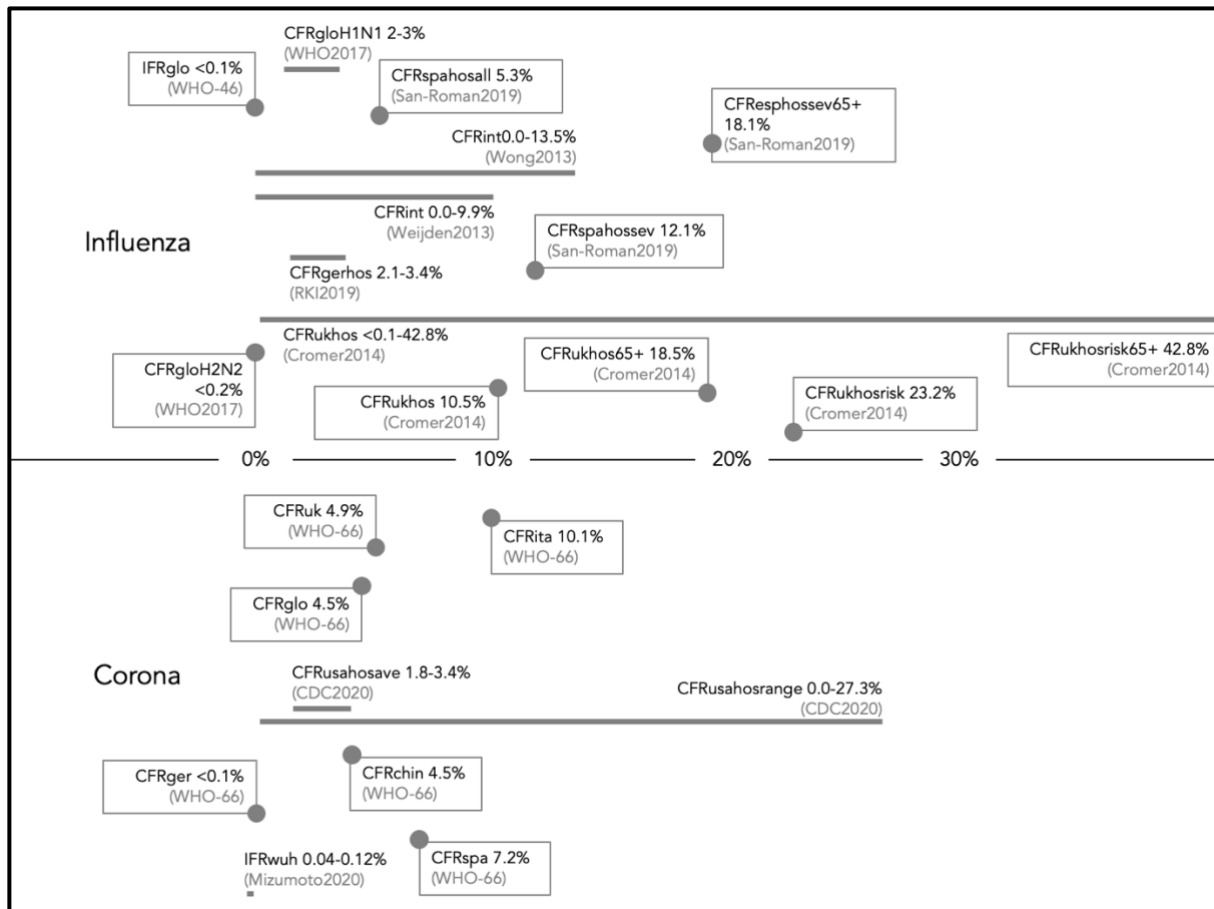 CFRgloH1N1 2-3%
(WHO2017)
IFRglo <0.1%
(WHO-46)
CFRspahosall 5.3%
(San-Roman2019)
CFResphossev65+
18.1%
(San-Roman2019)
CFRint0.0-13.5%
(Wong2013)
CFRint 0.0-9.9%
(Weijden2013)
CFRspahossev 12.1%
(San-Roman2019)
Influenza
CFRgerhos 2.1-3.4%
(RKI2019)
CFRukhos <0.1-42.8%
(Cromer2014)
CFRgloH2N2
<0.2%
(WHO2017)
CFRukhos 10.5%
(Cromer2014)
CFRukhos65+ 18.5%
(Cromer2014)
CFRukhosrisk 23.2%
(Cromer2014)
CFRukhosrisk65+ 42.8%
(Cromer2014)
0% 10% 20% 30%
CFRuk 4.9%
(WHO-66)
CFRita 10.1%
(WHO-66)
CFRglo 4.5%
(WHO-66)
Corona
CFRusahosave 1.8-3.4%
(CDC2020)
CFRusahosrange 0.0-27.3%
(CDC2020)
CFRger <0.1%
(WHO-66)
CFRchin 4.5%
(WHO-66)
IFRwuh 0.04-0.12%
(Mizumoto2020)
CFRspa 7.2%
(WHO-66)